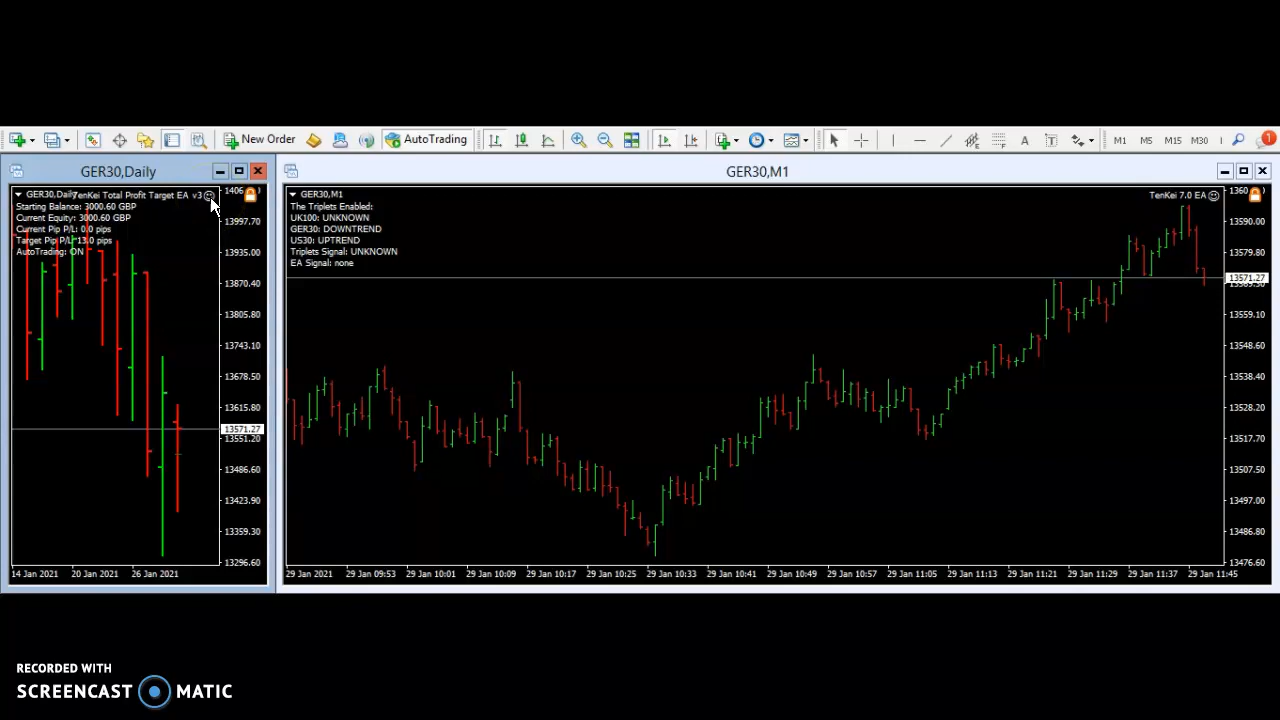 New Order
AutoTrading
A
T
M1
M5
M15
M30
1
GER30,Daily
GER30,M1
GER30,Daily TenKei Total Profit Target EA v3
Starting Balance: 3000.60 GBP
Current Equity: 3000.60 GBP
Current Pip P/L: 0.0 pips
Target Pip P/L: 13.0 pips
AutoTrading: ON
1406
13997.70
13935.00
13870.40
13805.80
13743.10
13678.50
13615.80
13571.27
13551.20
13486.60
13423.90
13359.30
13296.60
14 Jan 2021
20 Jan 2021
26 Jan 2021
GER30,M1
TenKei 7.0 EA
The Triplets Enabled:
UK100: UNKNOWN
GER30: DOWNTREND
US30: UPTREND
Triplets Signal: UNKNOWN
EA Signal: none
1360
13590.00
13579.80
13571.27
13559.10
13548.60
13538.40
13528.20
13517.70
13507.50
13497.00
13486.80
13476.60
29 Jan 2021
29 Jan 09:53
29 Jan 10:01
29 Jan 10:09
29 Jan 10:17
29 Jan 10:25
29 Jan 10:33
29 Jan 10:41
29 Jan 10:49
29 Jan 10:57
29 Jan 11:05
29 Jan 11:13
29 Jan 11:21
29 Jan 11:29
29 Jan 11:37
29 Jan 11:45
RECORDED WITH
SCREENCAST MATIC